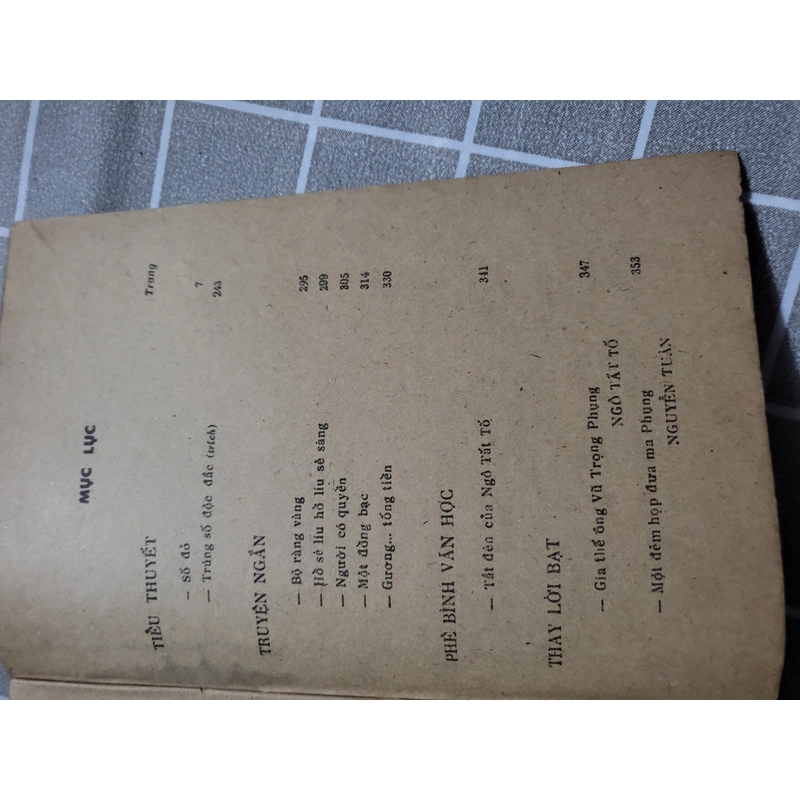 MỤC LỤC
Trang
TIỂU THUYẾT
— Số đỏ 7
— Trúng số độc đắc (trích) 243
TRUYỆN NGẮN
— Bộ răng vàng 295
— Hồ sê líu hồ líu sê sàng 299
— Người có quyền 305
— Một đồng bạc 314
— Gương... tống tiền 330
PHÊ BÌNH VĂN HỌC
— Tắt đèn của Ngô Tất Tố 341
THAY LỜI BẠT
— Gia thế ông Vũ Trọng Phụng 347
NGÔ TẤT TỐ
— Một đêm họp đưa ma Phụng 353
NGUYỄN TUÂN